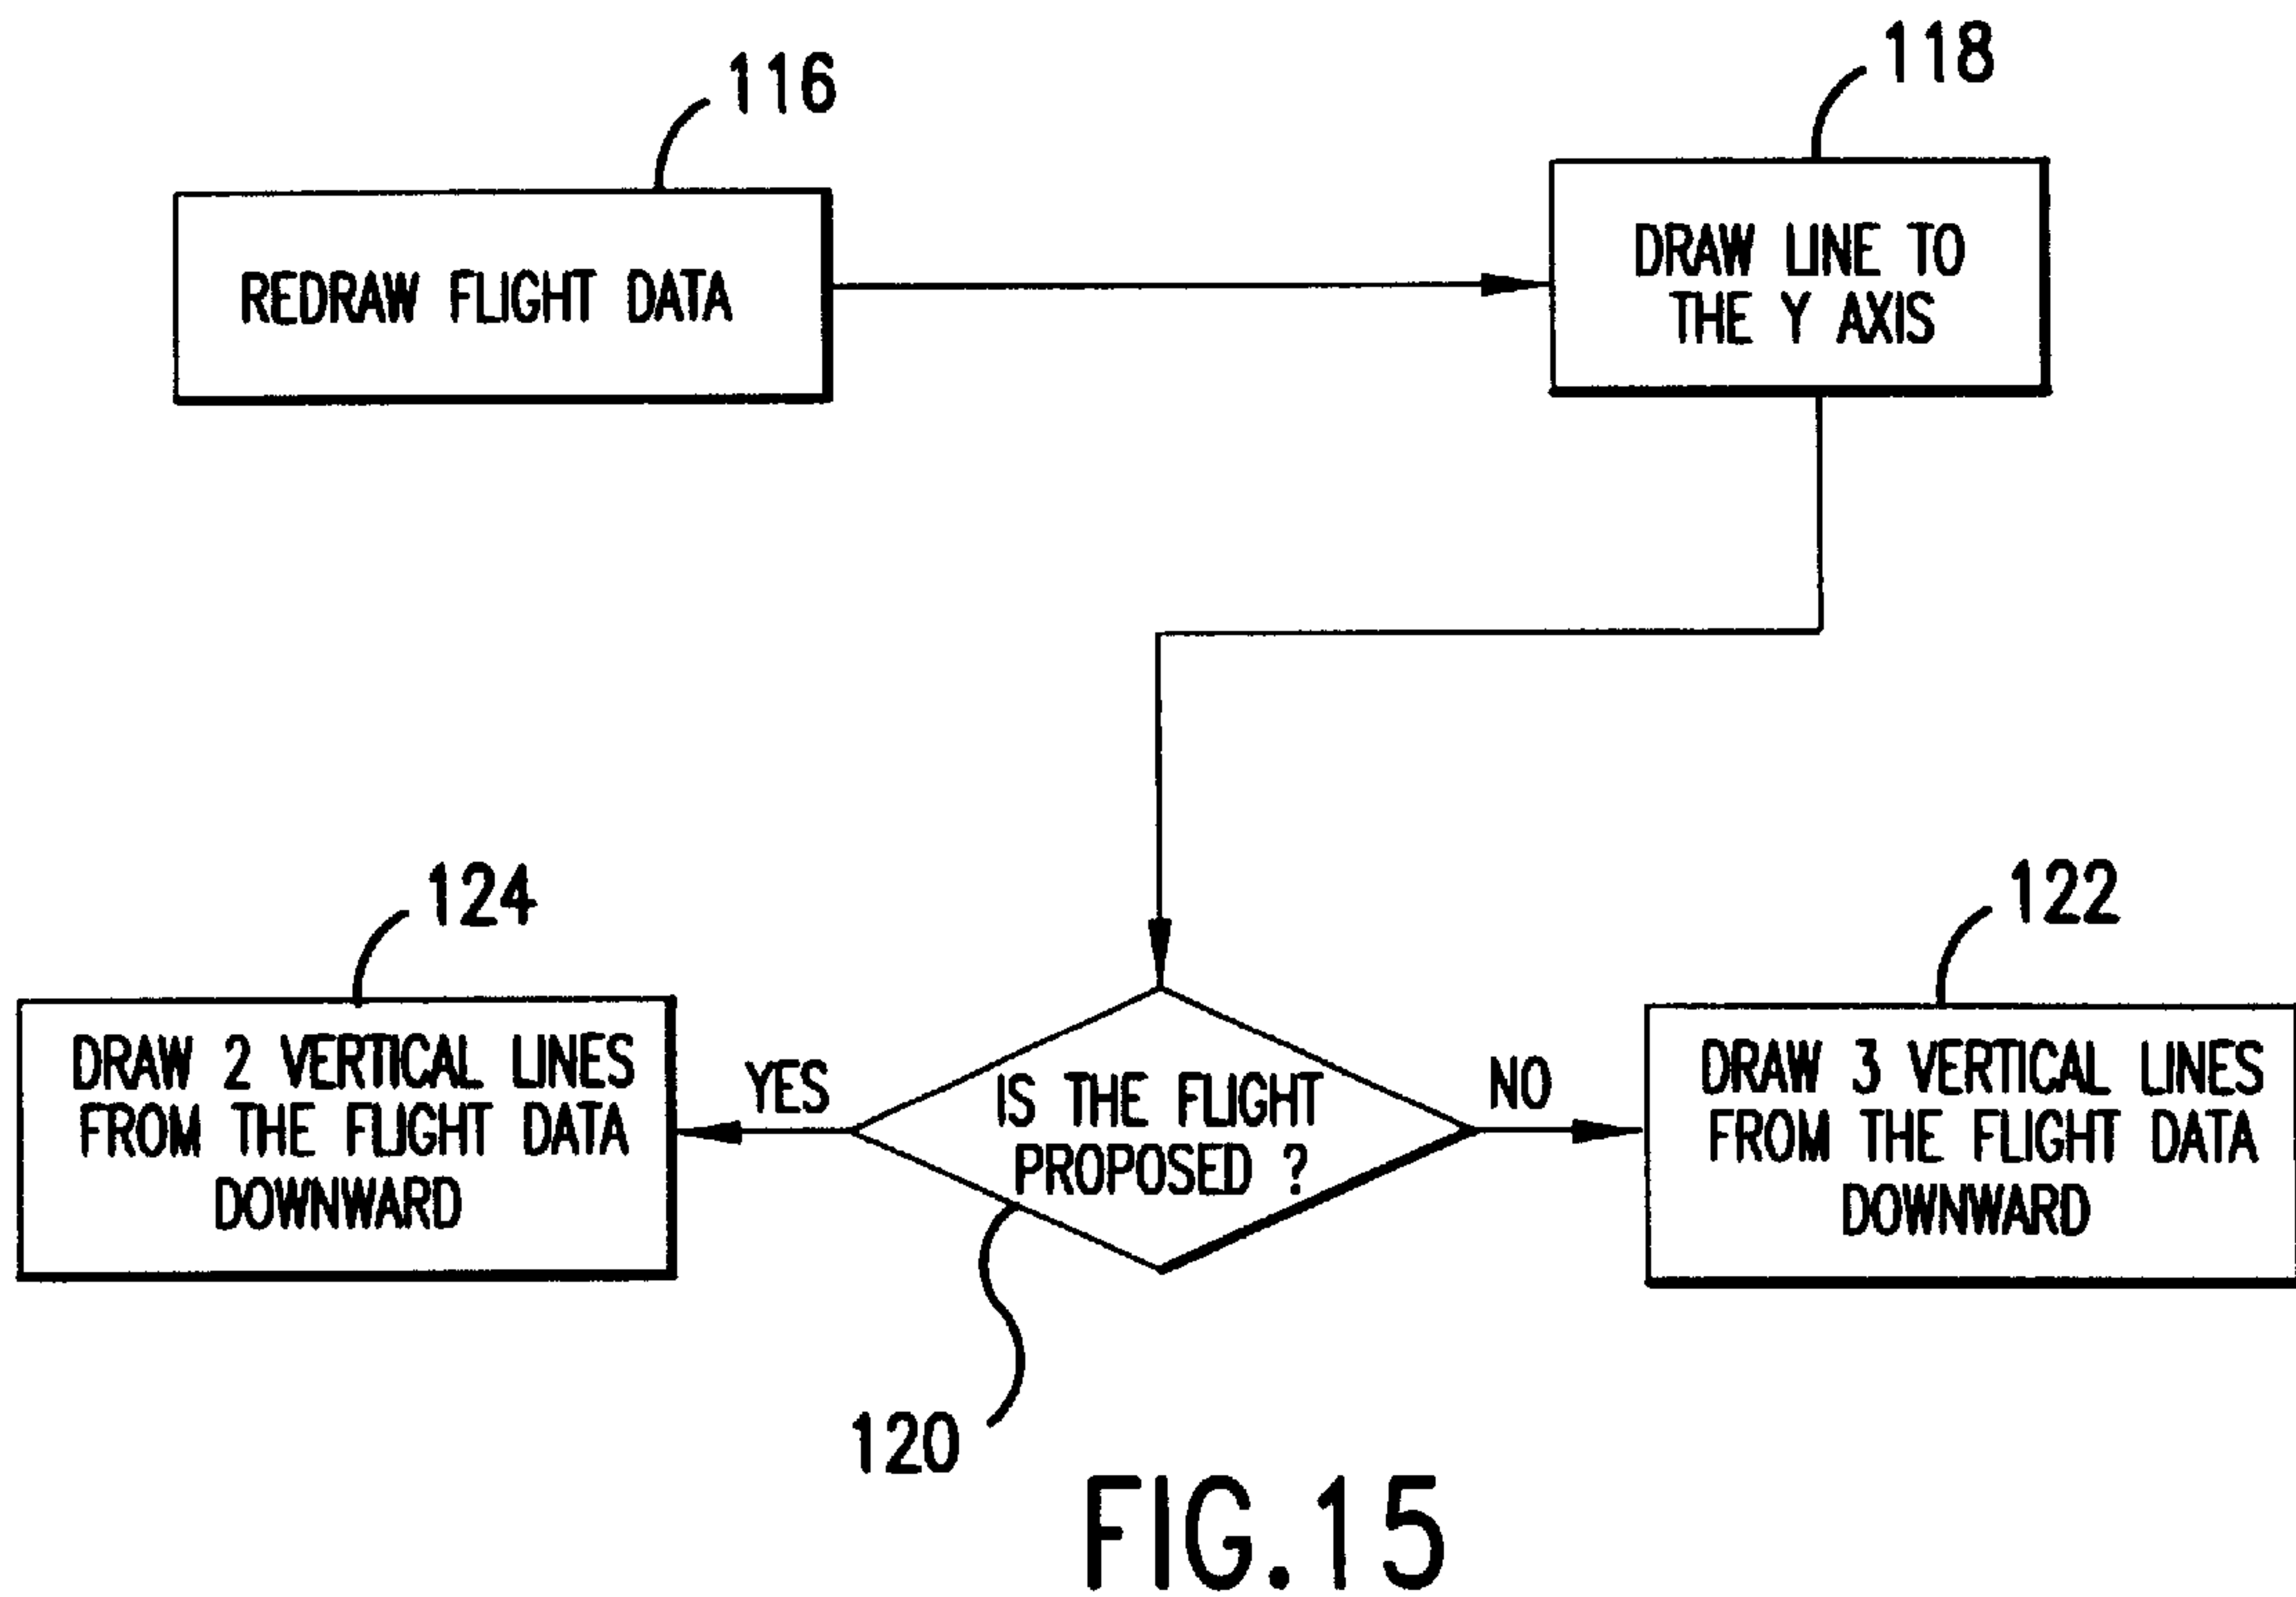 116
118
REDRAW FLIGHT DATA
DRAW LINE TO
THE Y AXIS
124
122
DRAW 2 VERTICAL LINES
FROM THE FLIGHT DATA
DOWNWARD
YES
IS THE FLIGHT
PROPOSED ?
NO
DRAW 3 VERTICAL LINES
FROM THE FLIGHT DATA
DOWNWARD
120
FIG.15